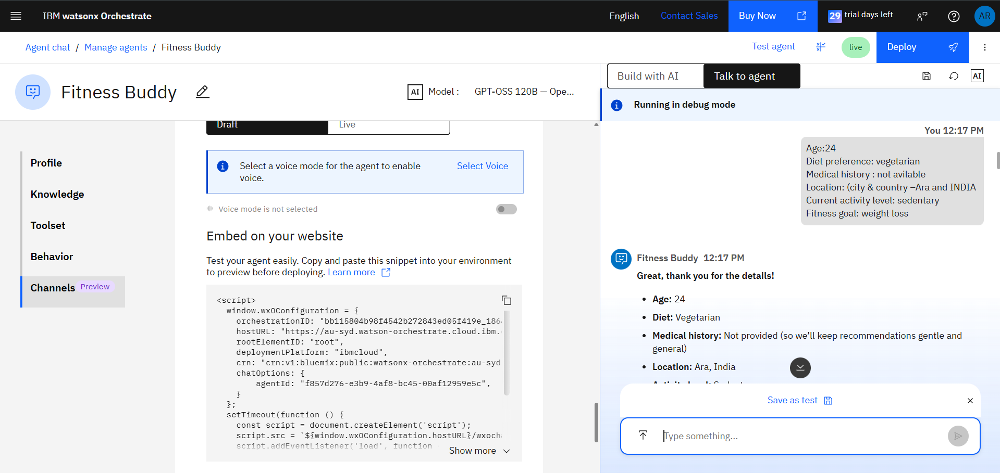 IBM watsonx Orchestrate
English
Contact Sales
Buy Now
29 trial days left
AR
Agent chat / Manage agents / Fitness Buddy
Test agent
live
Deploy
Fitness Buddy
AI Model : GPT-OSS 120B — Ope...
Build with AI
Talk to agent
AI
Running in debug mode
Profile
Knowledge
Toolset
Behavior
Channels Preview
Draft
Live
Select a voice mode for the agent to enable
voice.
Select Voice
Voice mode is not selected
Embed on your website
Test your agent easily. Copy and paste this snippet into your environment
to preview before deploying. Learn more
<script>
window.wxOConfiguration = {
orchestrationID: "bb115804b98f4542b272843ed05f419e_186
hostURL: "https://au-syd.watson-orchestrate.cloud.ibm.
rootElementID: "root",
deploymentPlatform: "ibmcloud",
crn: "crn:v1:bluemix:public:watsonx-orchestrate:au-syd
chatOptions: {
agentId: "f857d276-e3b9-4af8-bc45-00af12959e5c",
}
};
setTimeout(function () {
const script = document.createElement('script');
script.src = `${window.wxOConfiguration.hostURL}/wxoch
script.addEventListener('load', function
Show more
You 12:17 PM
Age:24
Diet preference: vegetarian
Medical history : not avilable
Location: (city & country –Ara and INDIA
Current activity level: sedentary
Fitness goal: weight loss
Fitness Buddy 12:17 PM
Great, thank you for the details!
• Age: 24
• Diet: Vegetarian
• Medical history: Not provided (so we’ll keep recommendations gentle and
general)
• Location: Ara, India
Save as test
Type something...